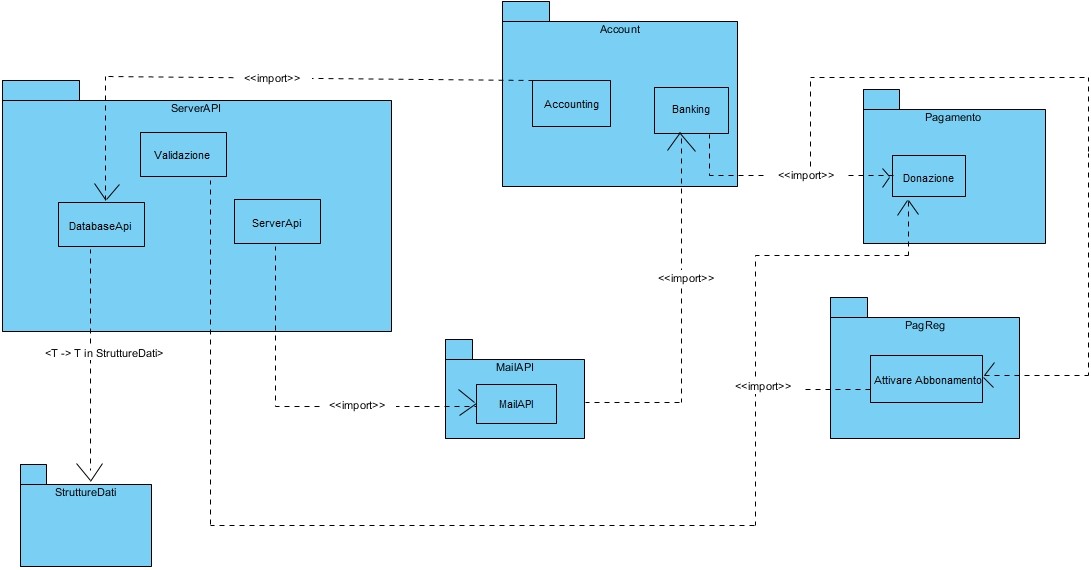 Account
<<import>>
Accounting
Banking
ServerAPI
Validazione
Pagamento
<<import>>
Donazione
DatabaseApi
ServerApi
<<import>>
PagReg
<T -> T in StruttureDati>
MailAPI
Attivare Abbonamento
<<import>>
<<import>>
MailAPI
StruttureDati